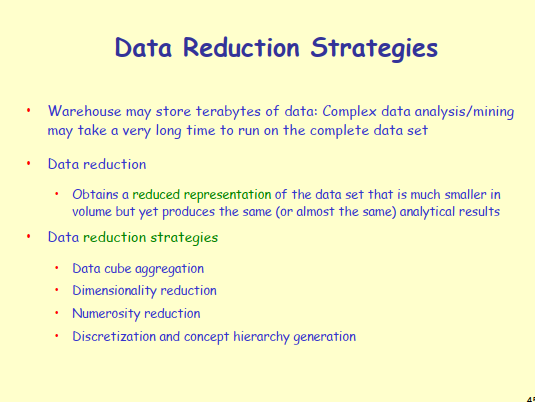 Data Reduction Strategies
• Warehouse may store terabytes of data: Complex data analysis/mining
may take a very long time to run on the complete data set
• Data reduction
• Obtains a reduced representation of the data set that is much smaller in
volume but yet produces the same (or almost the same) analytical results
• Data reduction strategies
• Data cube aggregation
• Dimensionality reduction
• Numerosity reduction
• Discretization and concept hierarchy generation